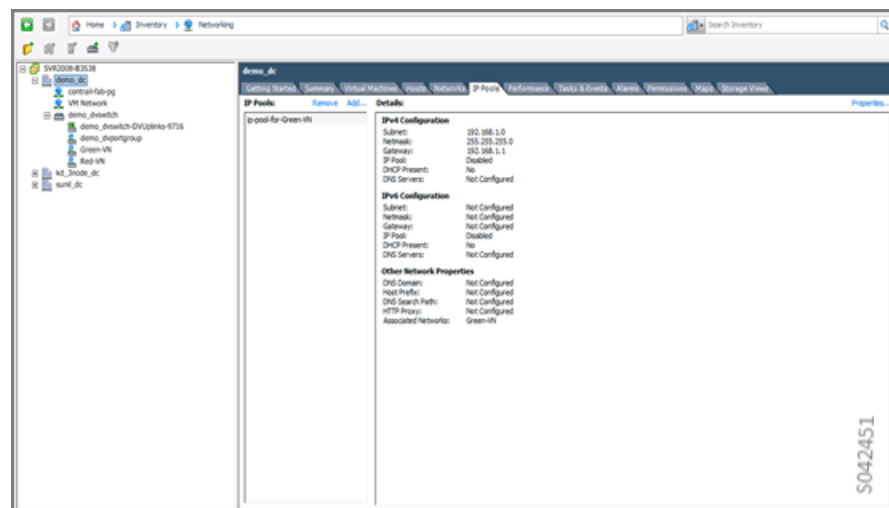 Home Inventory Networking
Search Inventory
SVR2008-B3538
demo_dc
contrail-fab-pg
VM Network
demo_dvswitch
demo_dvswitch-DVUplinks-9716
demo_dvportgroup
Green-VN
Red-VN
kd_3node_dc
sunil_dc
demo_dc
Getting Started Summary Virtual Machines Hosts Networks IP Pools Performance Tasks & Events Alarms Permissions Maps Storage Views
IP Pools: Remove Add... Details: Properties...
ip-pool-for-Green-VN
IPv4 Configuration
Subnet: 192.168.1.0
Netmask: 255.255.255.0
Gateway: 192.168.1.1
IP Pool: Disabled
DHCP Present: No
DNS Servers: Not Configured
IPv6 Configuration
Subnet: Not Configured
Netmask: Not Configured
Gateway: Not Configured
IP Pool: Disabled
DHCP Present: No
DNS Servers: Not Configured
Other Network Properties
DNS Domain: Not Configured
Host Prefix: Not Configured
DNS Search Path: Not Configured
HTTP Proxy: Not Configured
Associated Networks: Green-VN
S042451